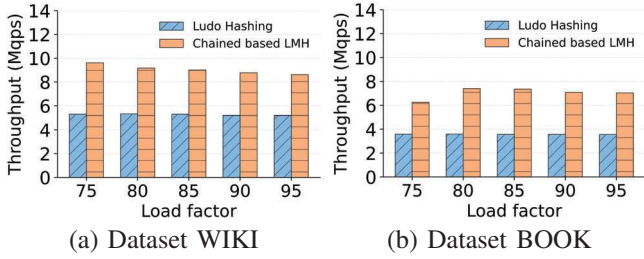 Throughput (Mqps)
14
12
10
8
6
4
2
0
Ludo Hashing
Chained based LMH
75 80 85 90 95
Load factor
(a) Dataset WIKI
Throughput (Mqps)
14
12
10
8
6
4
2
0
Ludo Hashing
Chained based LMH
75 80 85 90 95
Load factor
(b) Dataset BOOK